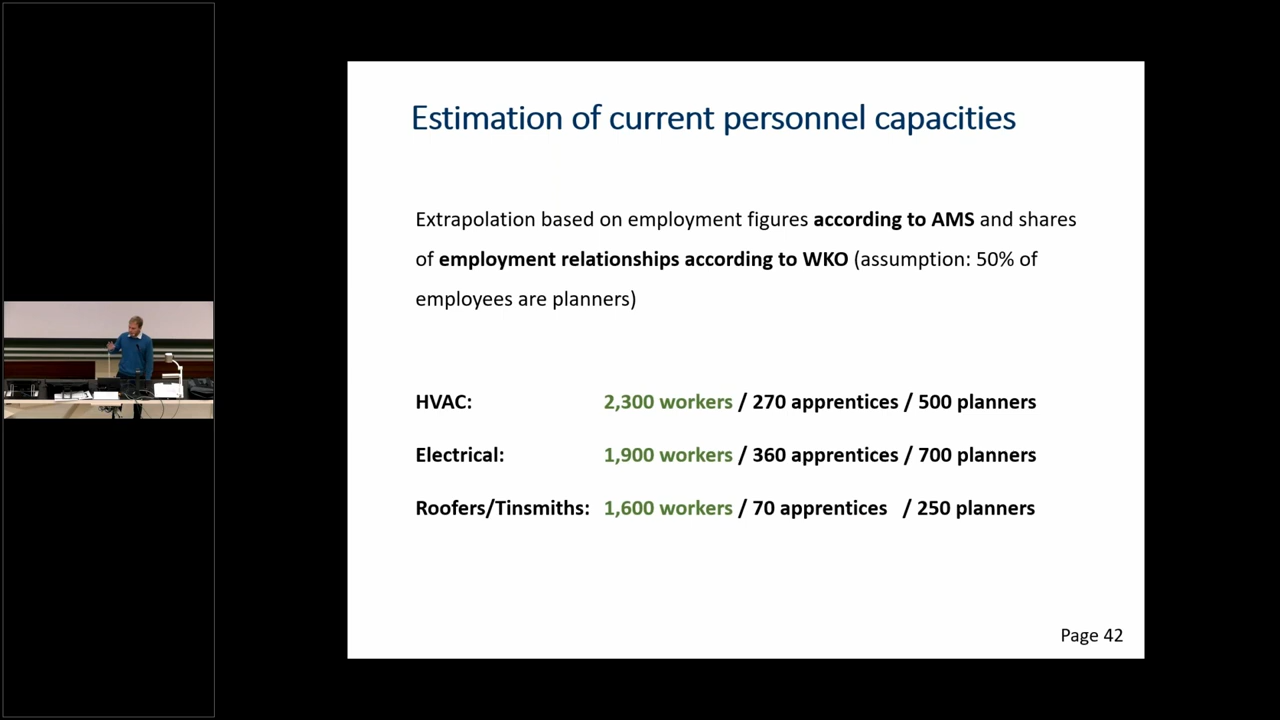 Estimation of current personnel capacities
Extrapolation based on employment figures according to AMS and shares
of employment relationships according to WKO (assumption: 50% of
employees are planners)
HVAC: 2,300 workers / 270 apprentices / 500 planners
Electrical: 1,900 workers / 360 apprentices / 700 planners
Roofers/Tinsmiths: 1,600 workers / 70 apprentices / 250 planners
Page 42